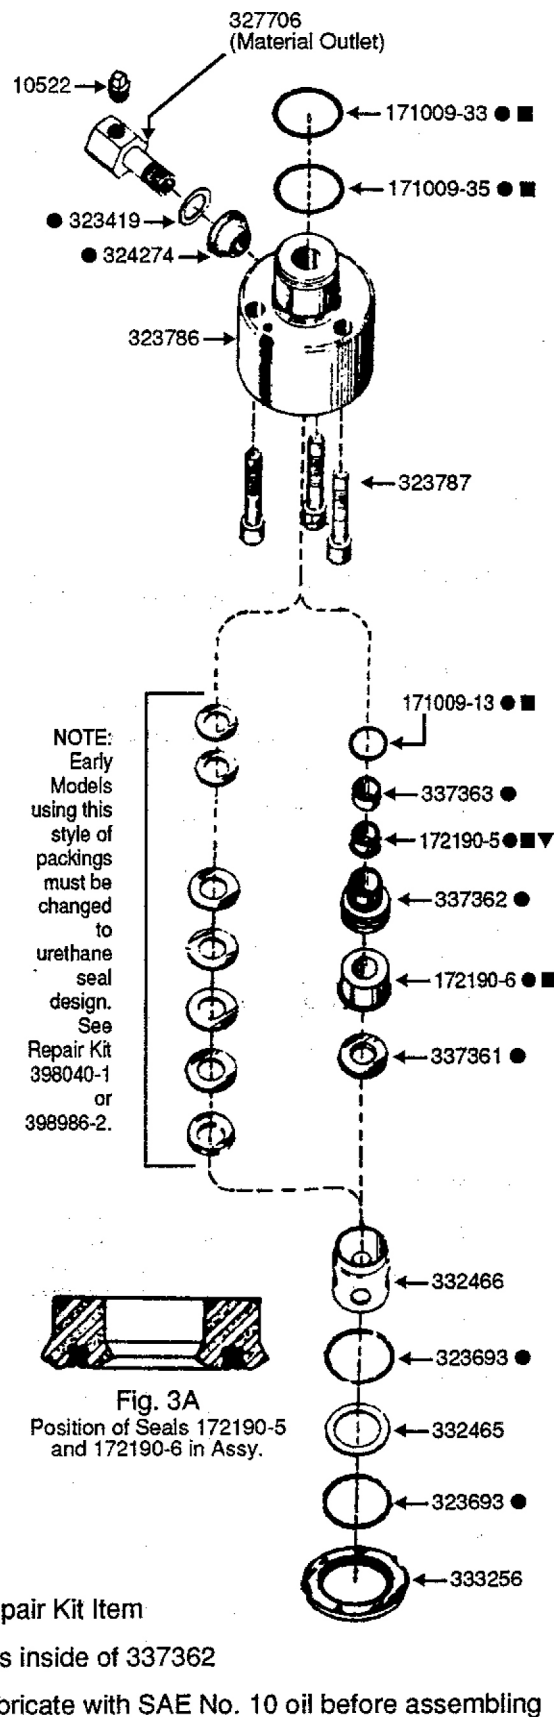 327706
(Material Outlet)
10522
171009-33 ● ■
171009-35 ● ■
● 323419
● 324274
323786
323787
171009-13 ● ■
337363 ●
172190-5 ● ■ ▼
337362 ●
172190-6 ● ■
337361 ●
NOTE:
Early
Models
using this
style of
packings
must be
changed
to
urethane
seal
design.
See
Repair Kit
398040-1
or
398986-2.
332466
323693 ●
332465
323693 ●
333256
Fig. 3A
Position of Seals 172190-5
and 172190-6 in Assy.
pair Kit Item
s inside of 337362
bricate with SAE No. 10 oil before assembling